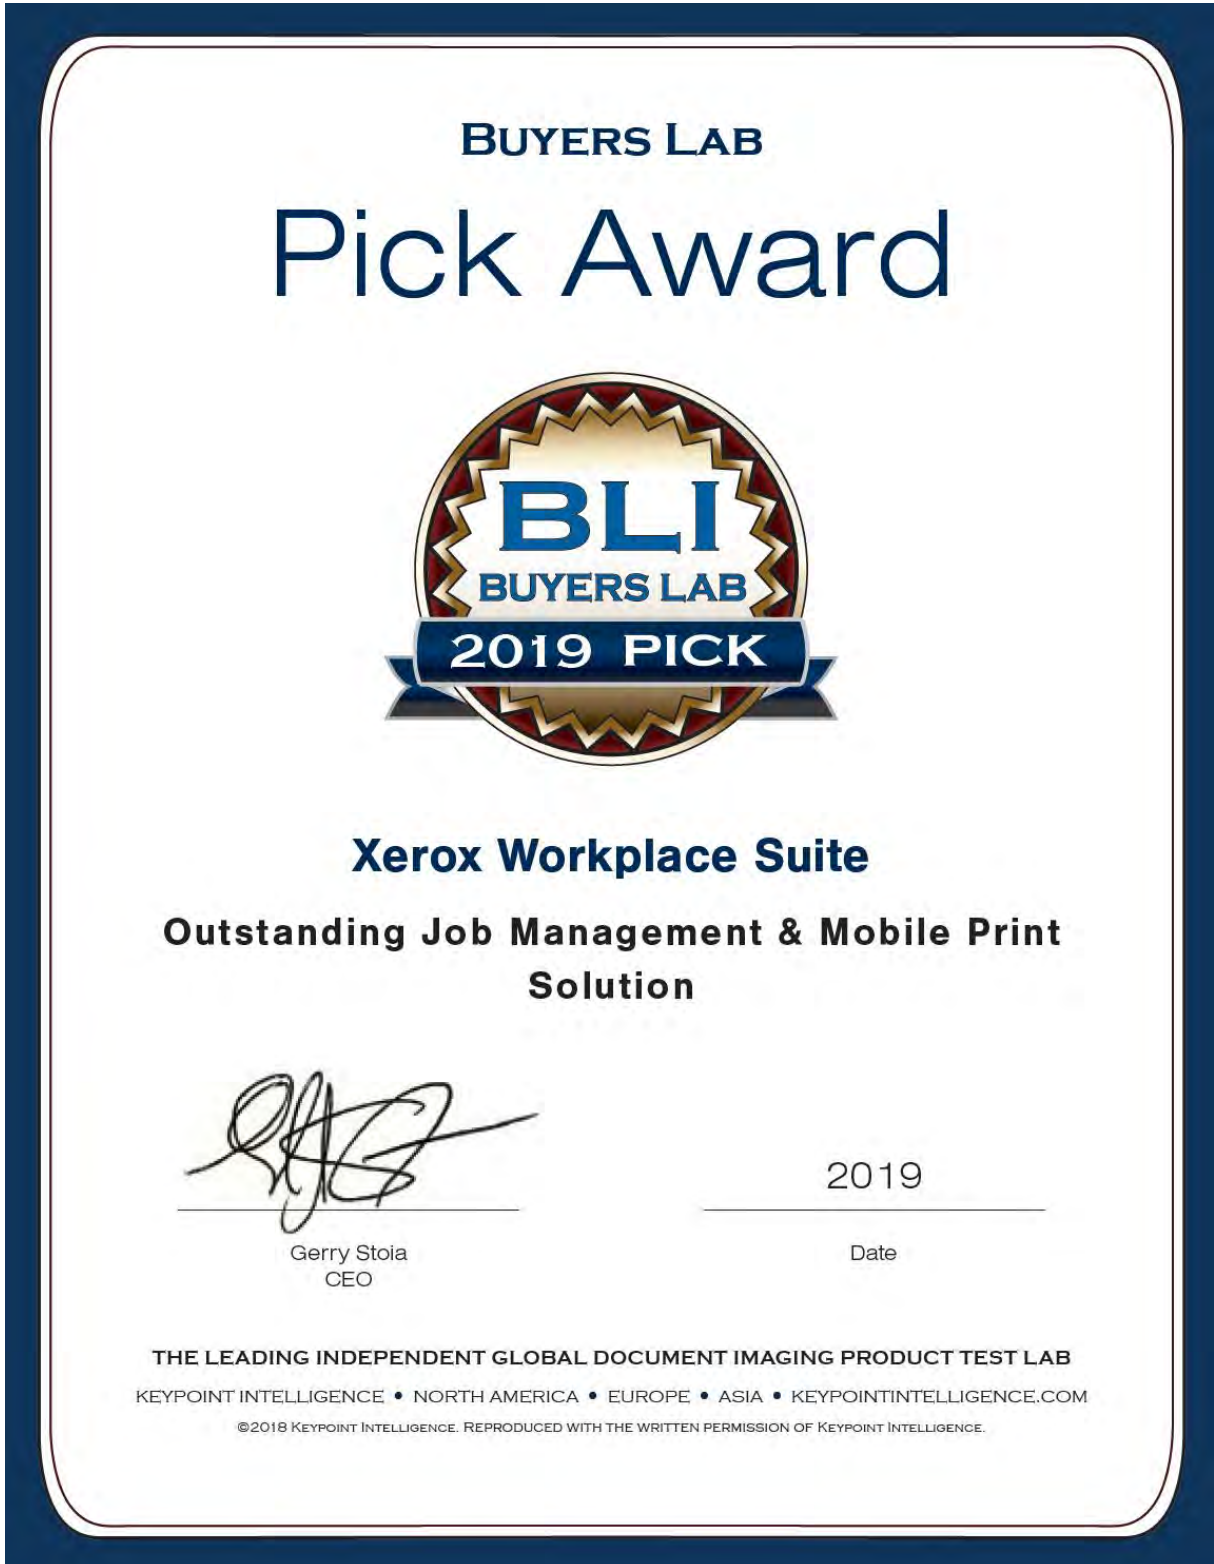 BUYERS LAB
Pick Award
BLI
BUYERS LAB
2019 PICK
Xerox Workplace Suite
Outstanding Job Management & Mobile Print
Solution
2019
Gerry Stoia
CEO
Date
THE LEADING INDEPENDENT GLOBAL DOCUMENT IMAGING PRODUCT TEST LAB
KEYPOINT INTELLIGENCE • NORTH AMERICA • EUROPE • ASIA • KEYPOINTINTELLIGENCE.COM
©2018 KEYPOINT INTELLIGENCE. REPRODUCED WITH THE WRITTEN PERMISSION OF KEYPOINT INTELLIGENCE.